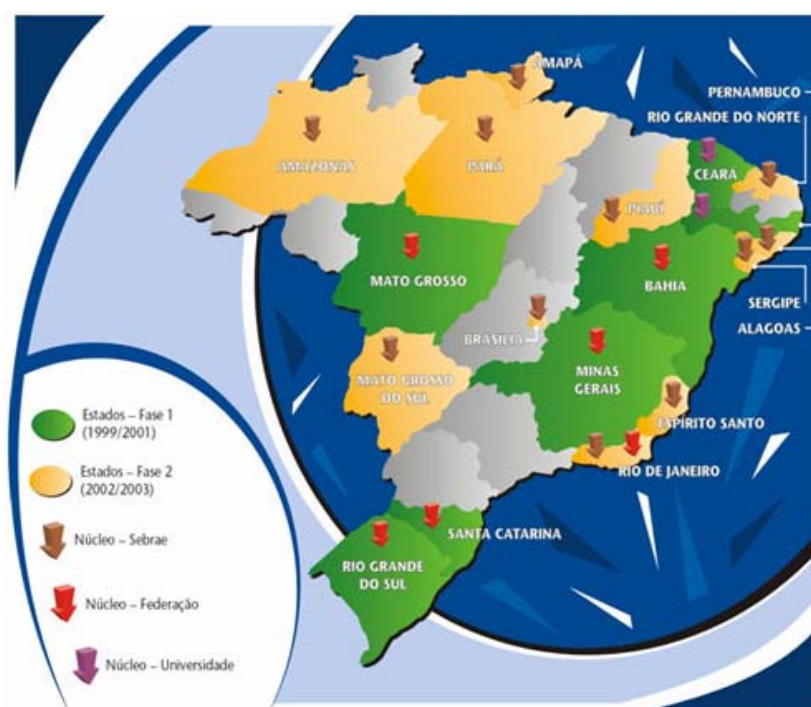 AMAPÁ
PERNAMBUCO
RIO GRANDE DO NORTE
AMAZONAS
PARÁ
CEARÁ
PIAUÍ
MATO GROSSO
BAHIA
SERGIPE
BRASÍLIA
ALAGOAS
MINAS
GERAIS
MATO GROSSO
DO SUL
ESPÍRITO SANTO
RIO DE JANEIRO
SANTA CATARINA
RIO GRANDE
DO SUL
Estados – Fase 1
(1999/2001)
Estados – Fase 2
(2002/2003)
Núcleo – Sebrae
Núcleo – Federação
Núcleo – Universidade